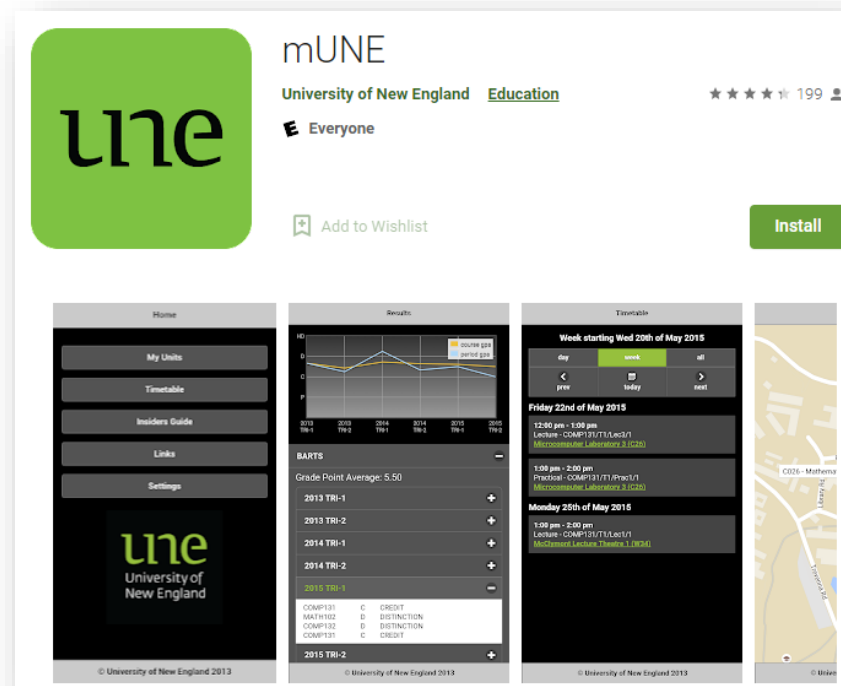 une
mUNE
University of New England Education
199
E Everyone
Add to Wishlist
Install
Home
My Units
Timetable
Insiders Guide
Links
Settings
une
University of
New England
© University of New England 2013
Results
HD
D
C
P
course gpa
period gpa
2013 TRI-1
2013 TRI-2
2014 TRI-1
2014 TRI-2
2015 TRI-1
2015 TRI-2
BARTS
Grade Point Average: 5.50
2013 TRI-1
2013 TRI-2
2014 TRI-1
2014 TRI-2
2015 TRI-1
COMP131 C CREDIT
MATH102 D DISTINCTION
COMP132 D DISTINCTION
COMP131 C CREDIT
2015 TRI-2
© University of New England 2013
Timetable
Week starting Wed 20th of May 2015
day week all
prev today next
Friday 22nd of May 2015
12:00 pm - 1:00 pm
Lecture - COMP131/T1/Lec3/1
Microcomputer Laboratory 3 (C26)
1:00 pm - 2:00 pm
Practical - COMP131/T1/Prac1/1
Microcomputer Laboratory 3 (C26)
Monday 25th of May 2015
1:00 pm - 2:00 pm
Lecture - COMP131/T1/Lec1/1
McClymont Lecture Theatre 1 (W34)
© University of New England 2013
C026 - Mathema
Library Rd
Trevenna Rd
© Unive